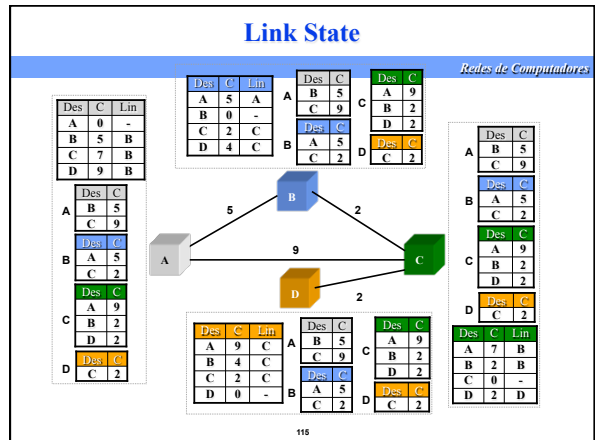 Link State
Redes de Computadores
Des C Lin
A 5 A
B 0 -
C 2 C
D 4 C
A
Des C
B 5
C 9
B
Des C
A 5
C 2
C
Des C
A 9
B 2
D 2
D
Des C
C 2
Des C Lin
A 0 -
B 5 B
C 7 B
D 9 B
A
Des C
B 5
C 9
B
Des C
A 5
C 2
C
Des C
A 9
B 2
D 2
D
Des C
C 2
B
5
2
A
9
C
D
2
A
Des C
B 5
C 9
B
Des C
A 5
C 2
C
Des C
A 9
B 2
D 2
D
Des C
C 2
Des C Lin
A 7 B
B 2 B
C 0 -
D 2 D
Des C Lin
A 9 C
B 4 C
C 2 C
D 0 -
A
Des C
B 5
C 9
B
Des C
A 5
C 2
C
Des C
A 9
B 2
D 2
D
Des C
C 2
115